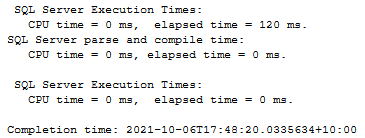 SQL Server Execution Times:
CPU time = 0 ms,  elapsed time = 120 ms.
SQL Server parse and compile time:
CPU time = 0 ms, elapsed time = 0 ms.
SQL Server Execution Times:
CPU time = 0 ms,  elapsed time = 0 ms.
Completion time: 2021-10-06T17:48:20.0335634+10:00